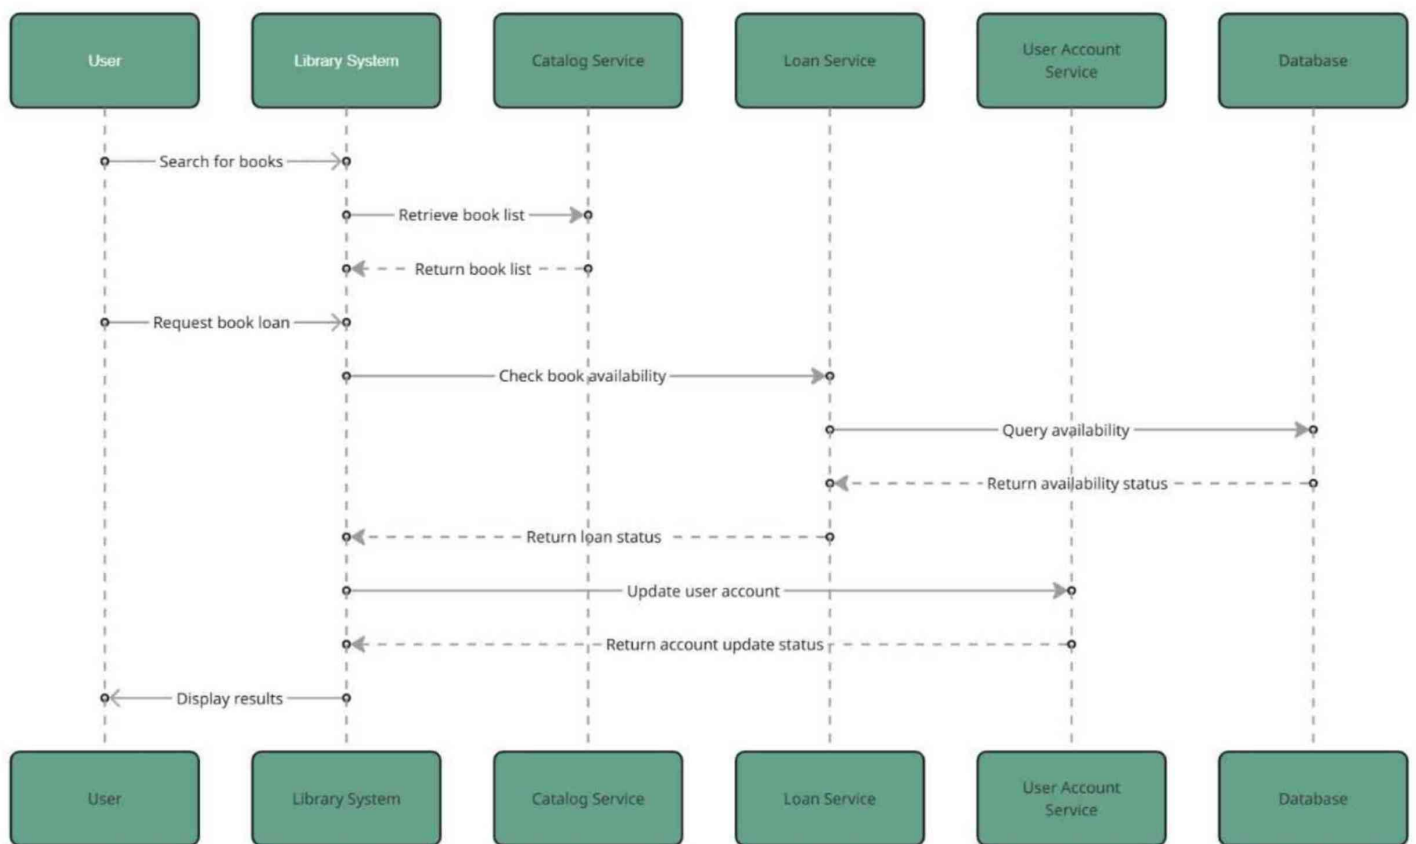 User
Library System
Catalog Service
Loan Service
User Account
Service
Database
Search for books
Retrieve book list
Return book list
Request book loan
Check book availability
Query availability
Return availability status
Return loan status
Update user account
Return account update status
Display results
User
Library System
Catalog Service
Loan Service
User Account
Service
Database